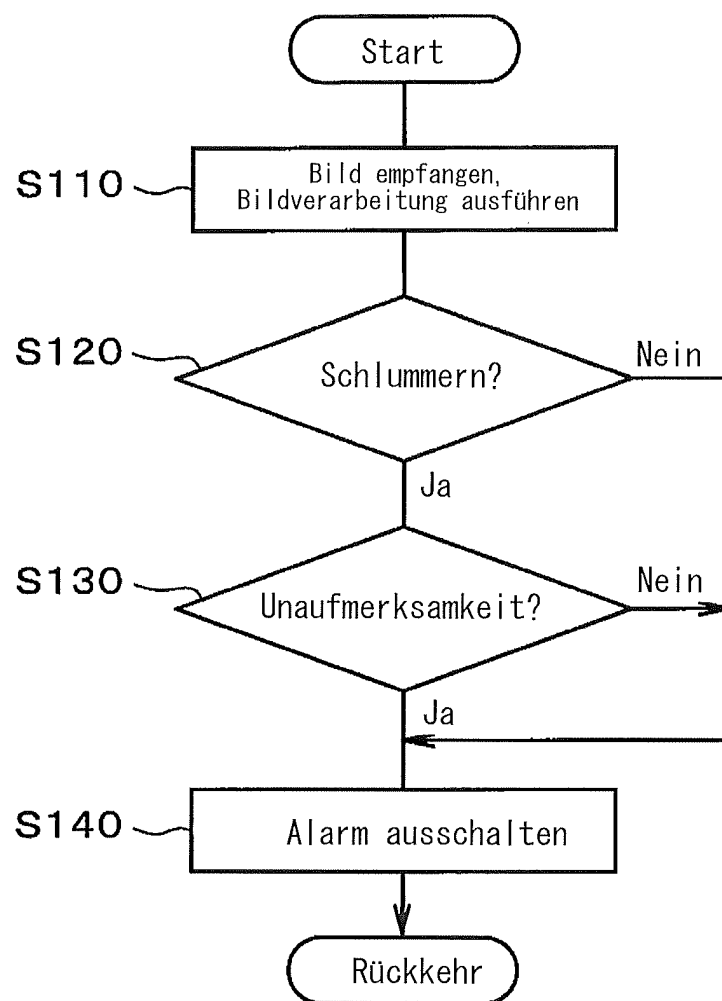 Start
S110
Bild empfangen,
Bildverarbeitung ausführen
S120
Schlummern?
Nein
Ja
S130
Unaufmerksamkeit?
Nein
Ja
S140
Alarm ausschalten
Rückkehr